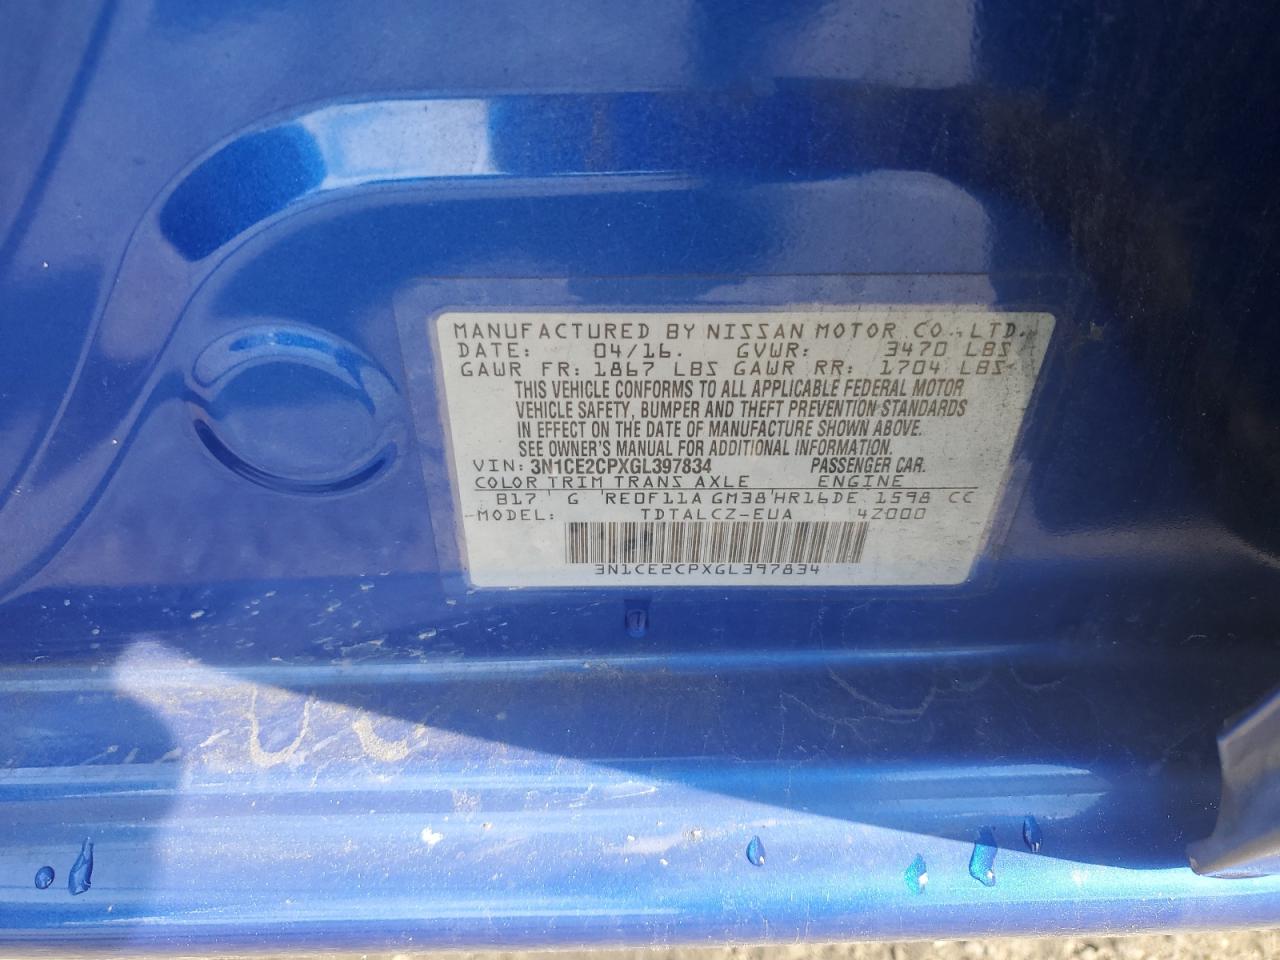 MANUFACTURED BY NISSAN MOTOR CO., LTD.
DATE: 04/16. GVWR: 3470 LBS
GAWR FR: 1867 LBS GAWR RR: 1704 LBS
THIS VEHICLE CONFORMS TO ALL APPLICABLE FEDERAL MOTOR
VEHICLE SAFETY, BUMPER AND THEFT PREVENTION STANDARDS
IN EFFECT ON THE DATE OF MANUFACTURE SHOWN ABOVE.
SEE OWNER'S MANUAL FOR ADDITIONAL INFORMATION.
VIN: 3N1CE2CPXGL397834 PASSENGER CAR.
COLOR TRIM TRANS AXLE ENGINE
B17 G RE0F11A GM38 HR16DE 1598 CC
MODEL: TDTALCZ-EUA 4Z000
3N1CE2CPXGL397834